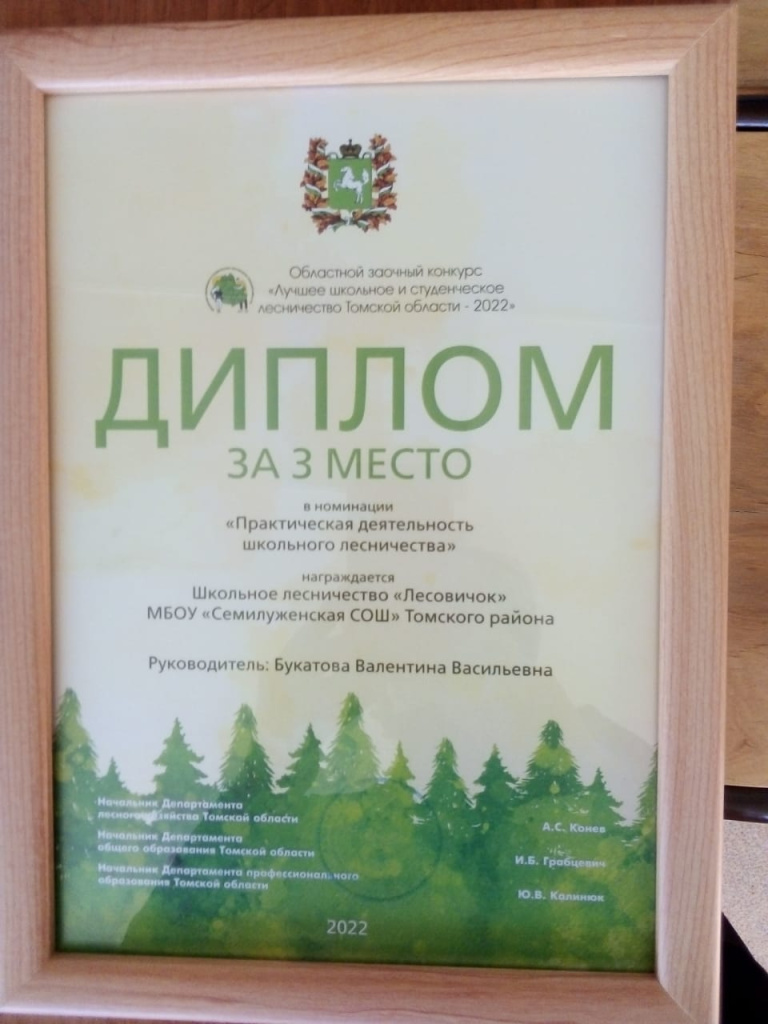 Областной заочный конкурс
«Лучшее школьное и студенческое
лесничество Томской области - 2022»
ДИПЛОМ
ЗА 3 МЕСТО
в номинации
«Практическая деятельность
школьного лесничества»
награждается
Школьное лесничество «Лесовичок»
МБОУ «Семилуженская СОШ» Томского района
Руководитель: Букатова Валентина Васильевна
Начальник Департамента
лесного хозяйства Томской области
А.С. Конев
Начальник Департамента
общего образования Томской области
И.Б. Грабцевич
Начальник Департамента профессионального
образования Томской области
Ю.В. Калинюк
2022